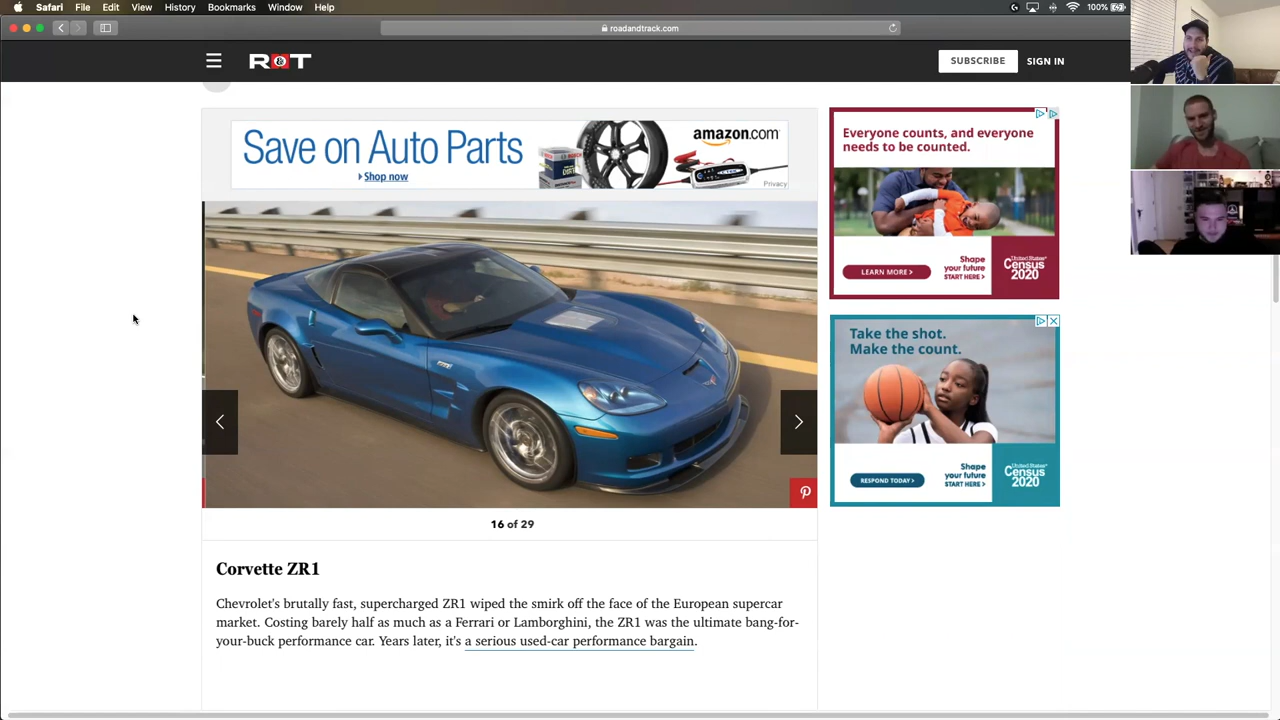 Safari File Edit View History Bookmarks Window Help
100%
roadandtrack.com
R&T
SUBSCRIBE
SIGN IN
Save on Auto Parts
Shop now
amazon.com
Privacy
Everyone counts, and everyone
needs to be counted.
LEARN MORE >
Shape
your future
START HERE >
United States®
Census
2020
Take the shot.
Make the count.
RESPOND TODAY >
Shape
your future
START HERE >
United States®
Census
2020
16 of 29
Corvette ZR1
Chevrolet's brutally fast, supercharged ZR1 wiped the smirk off the face of the European supercar
market. Costing barely half as much as a Ferrari or Lamborghini, the ZR1 was the ultimate bang-for-
your-buck performance car. Years later, it's a serious used-car performance bargain.